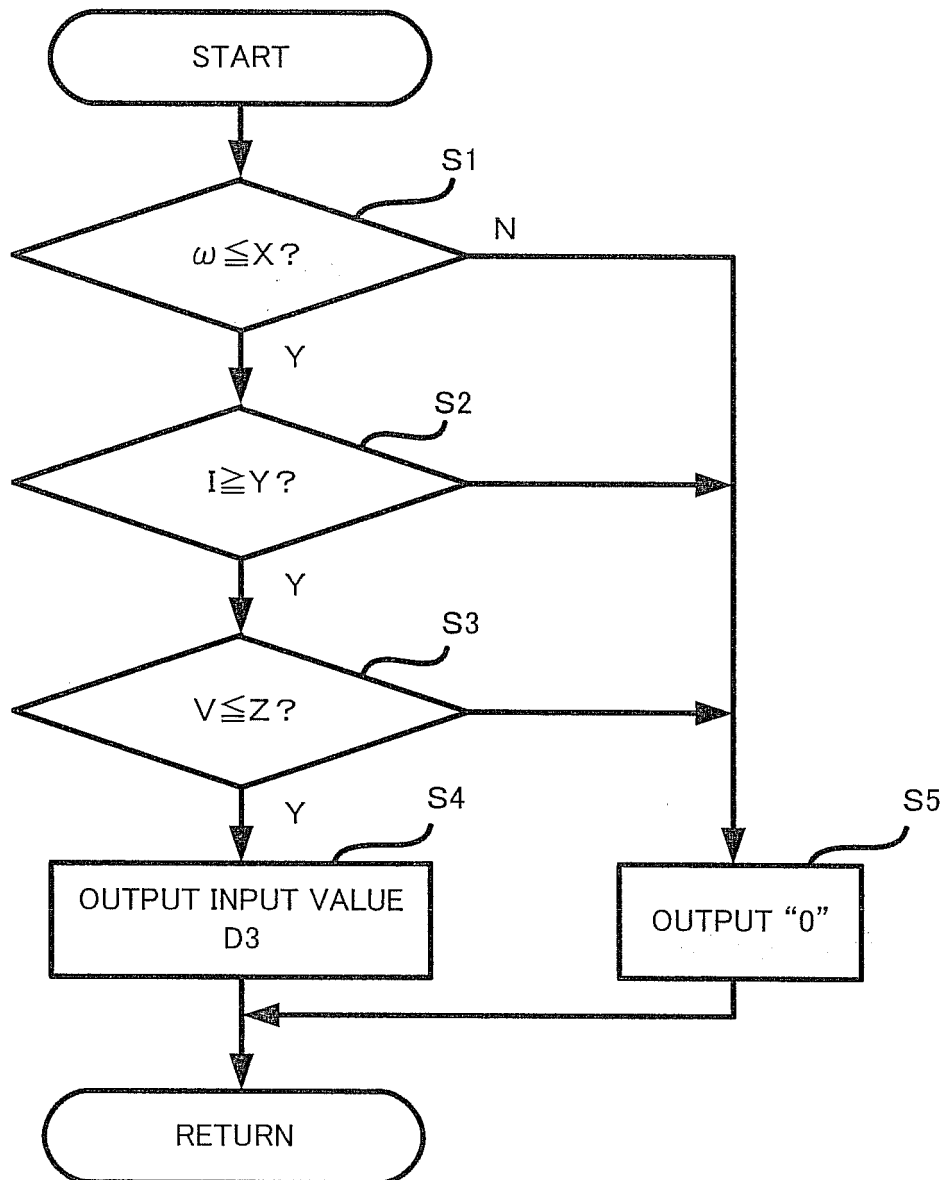 START
S1
ω≦X?
N
Y
S2
I≧Y?
Y
S3
V≦Z?
Y
S4
S5
OUTPUT INPUT VALUE
D3
OUTPUT “0”
RETURN